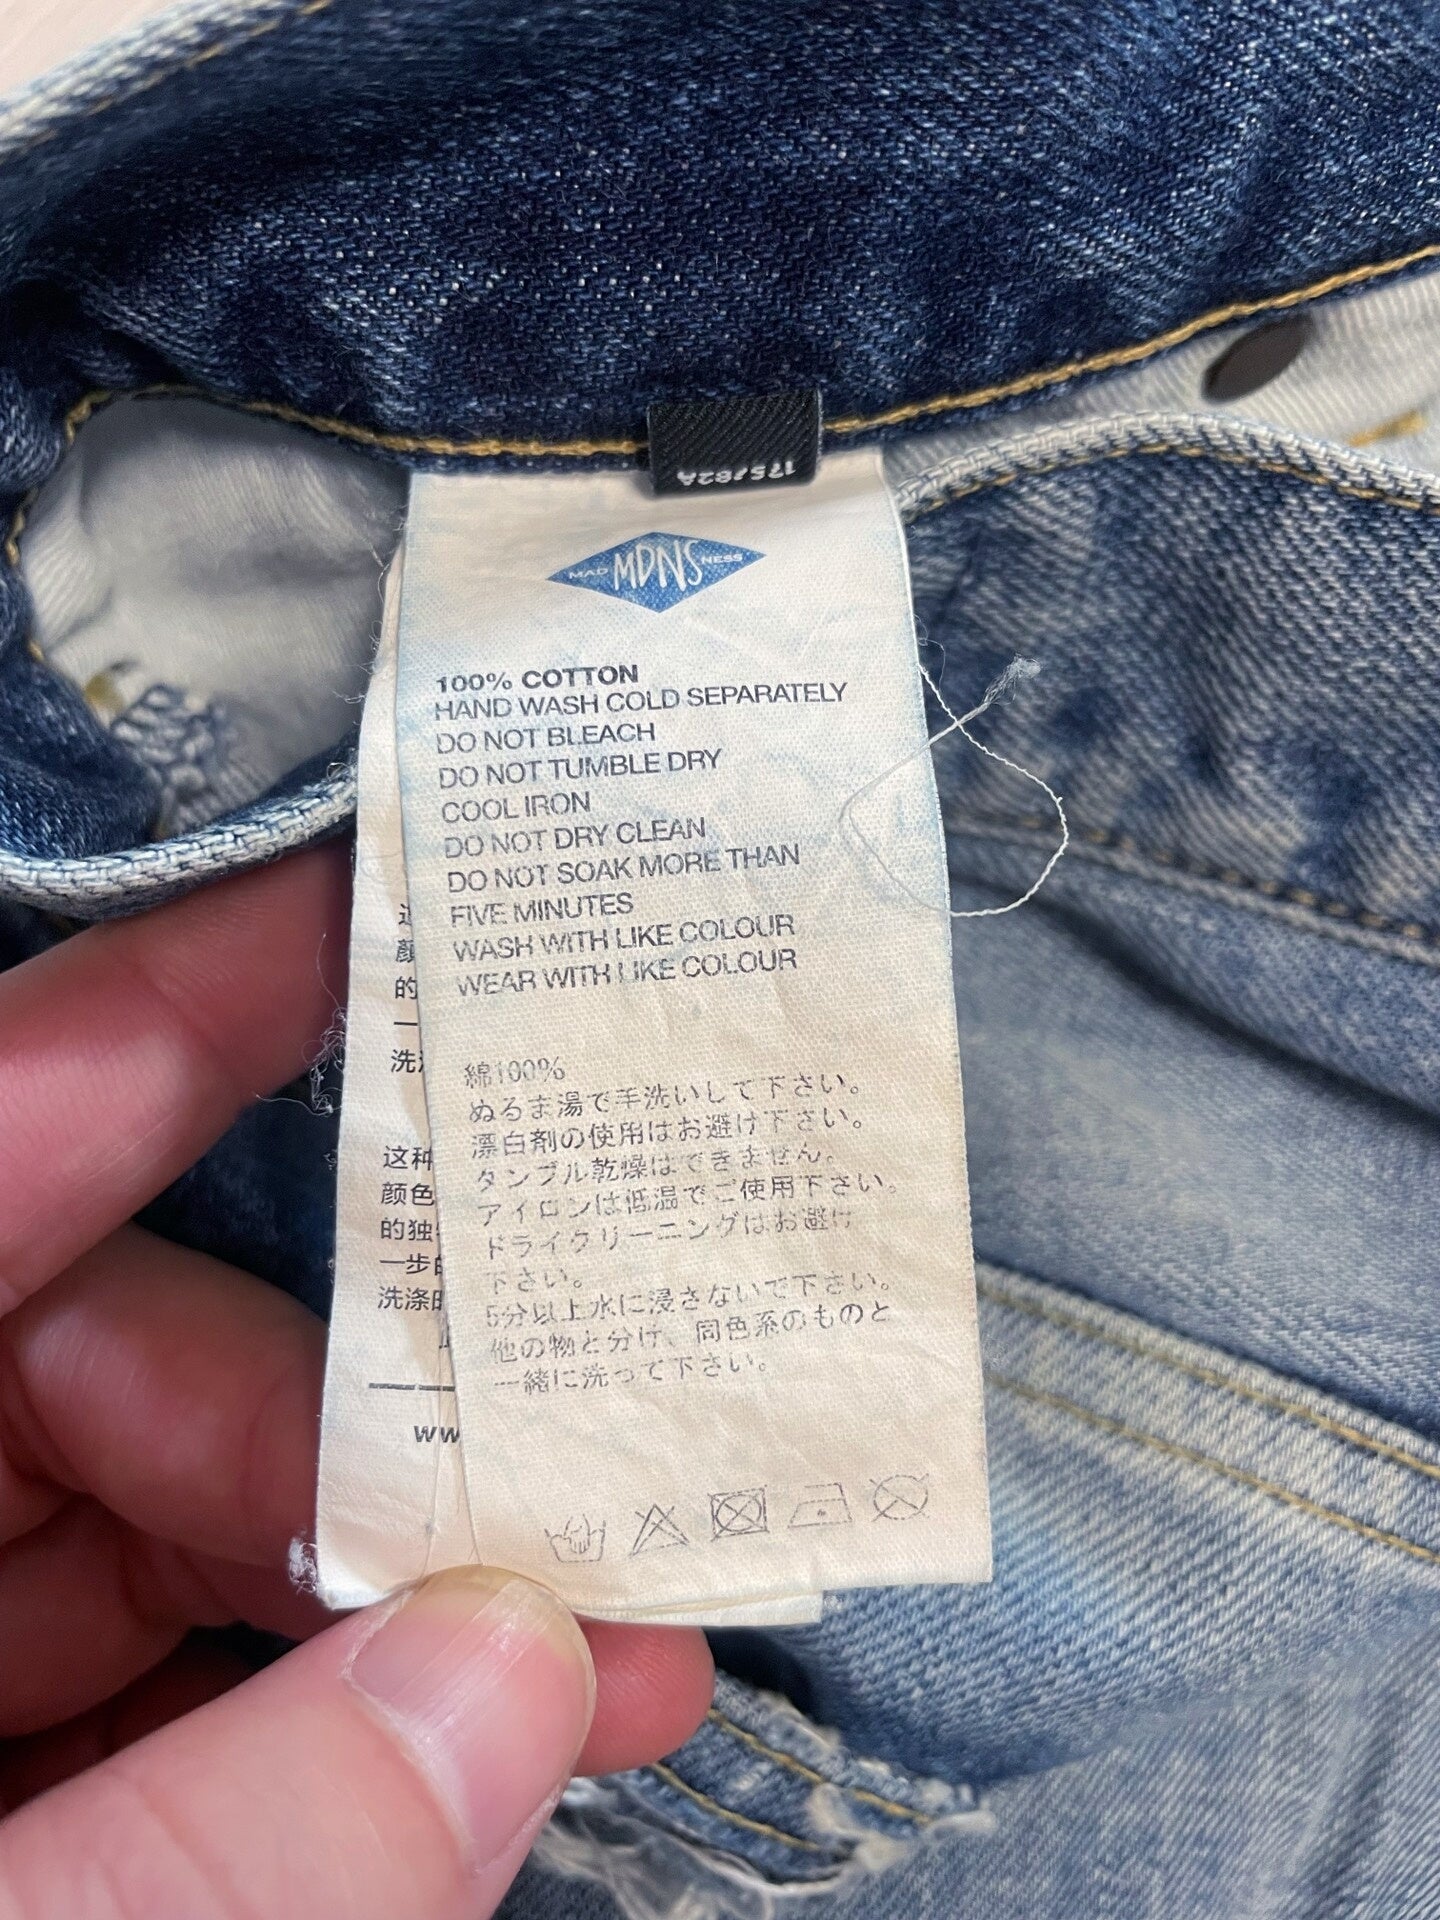 175/82A
MAD MDNS NESS
100% COTTON
HAND WASH COLD SEPARATELY
DO NOT BLEACH
DO NOT TUMBLE DRY
COOL IRON
DO NOT DRY CLEAN
DO NOT SOAK MORE THAN
FIVE MINUTES
WASH WITH LIKE COLOUR
WEAR WITH LIKE COLOUR
綿100%
ぬるま湯で手洗いして下さい。
漂白剤の使用はお避け下さい。
タンブル乾燥はできません。
アイロンは低温でご使用下さい。
ドライクリーニングはお避け
下さい。
5分以上水に浸さないで下さい。
他の物と分け、同色系のものと
一緒に洗って下さい。
颜
的
一
洗
这种
颜色
的独
一步
洗涤
ww